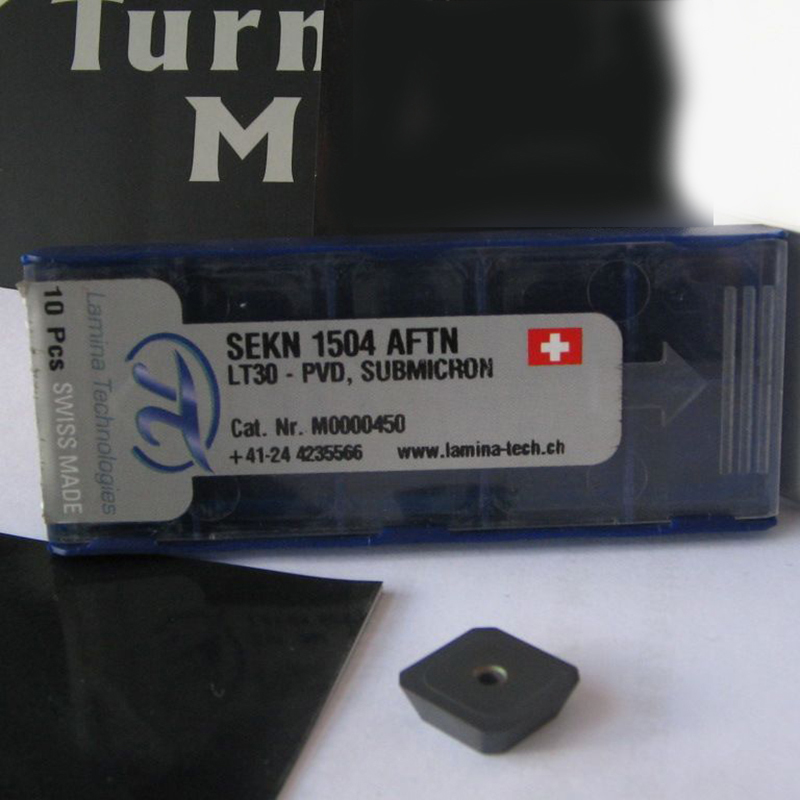 Turn
M
10 Pcs SWISS MADE
Lamina Technologies
SEKN 1504 AFTN
LT30 - PVD, SUBMICRON
Cat. Nr. M0000450
+41-24 4235566 www.lamina-tech.ch